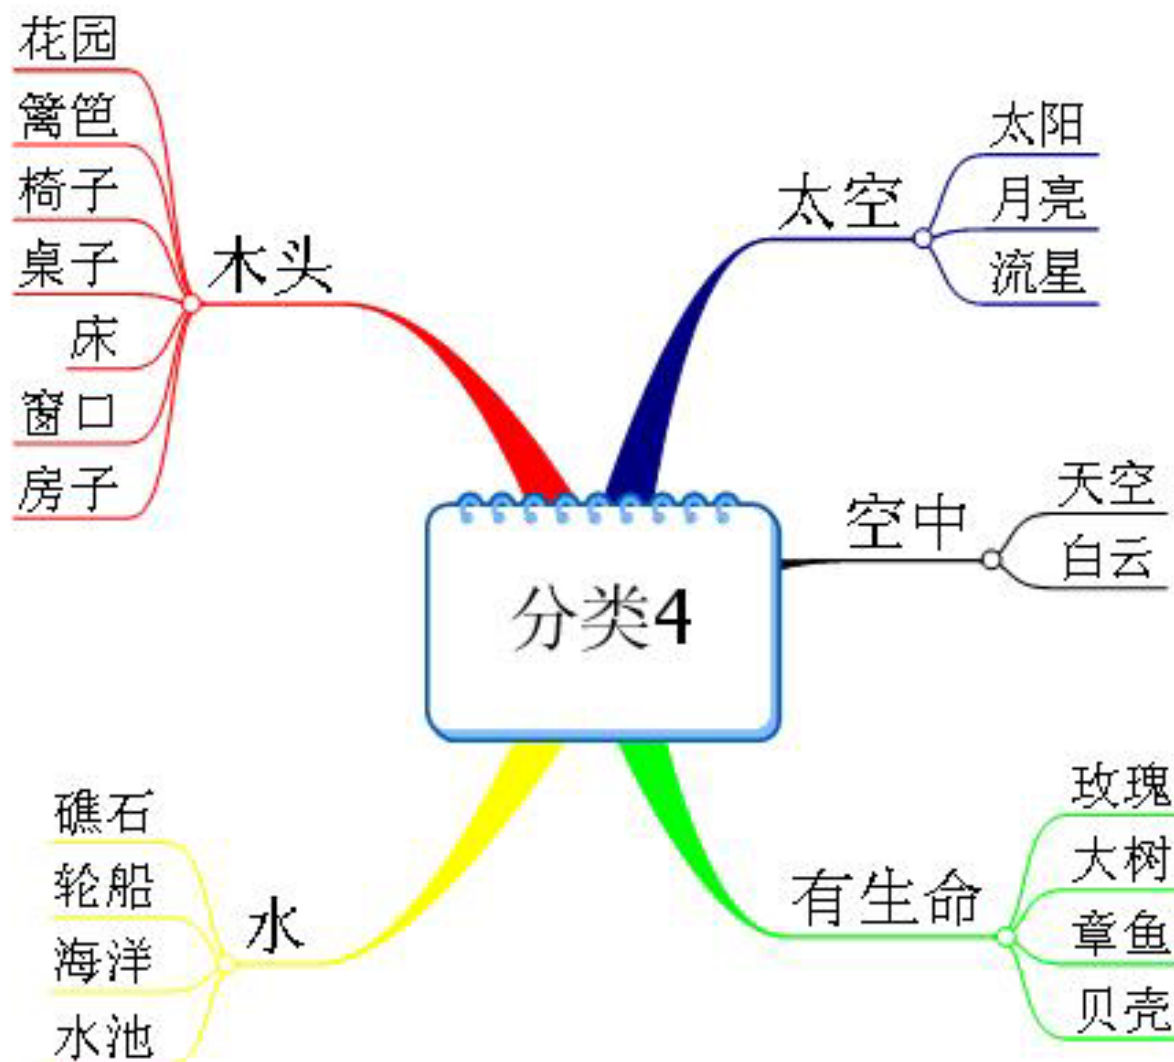 分类4
太空
太阳
月亮
流星
空中
天空
白云
有生命
玫瑰
大树
章鱼
贝壳
水
礁石
轮船
海洋
水池
木头
花园
篱笆
椅子
桌子
床
窗口
房子